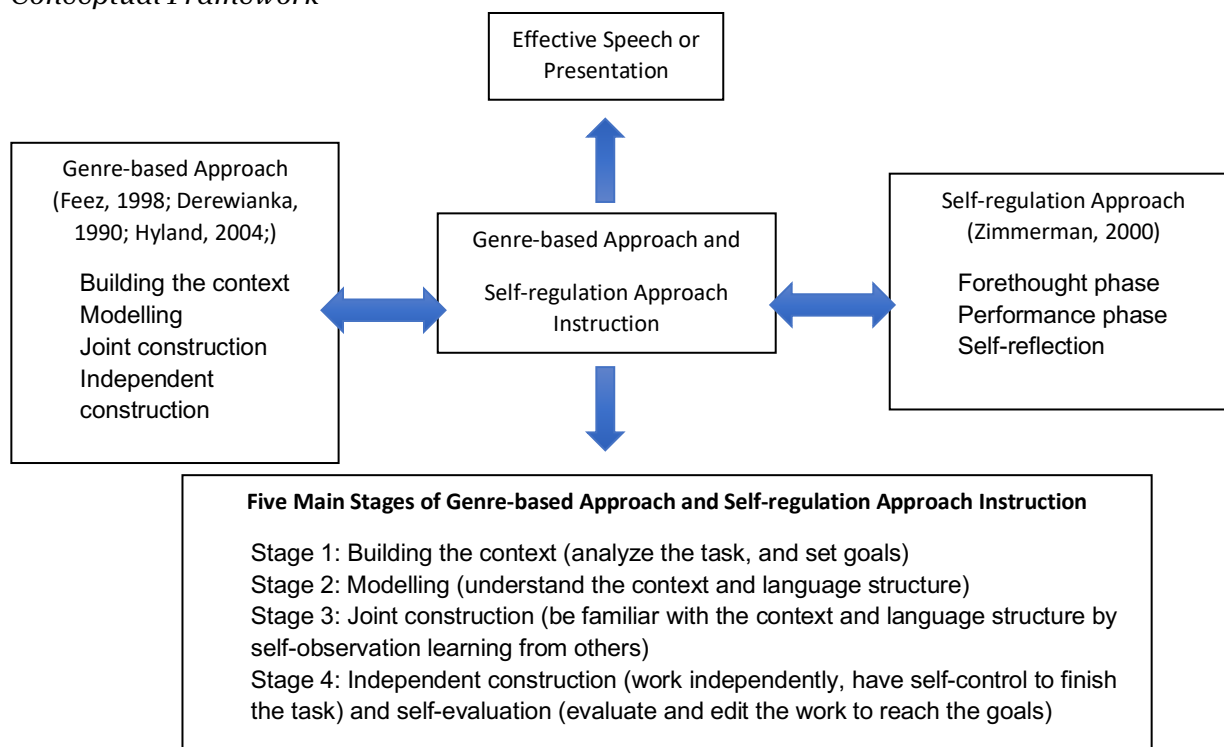 Conceptual Framework
Effective Speech or
Presentation
Genre-based Approach
(Feez, 1998; Derewianka,
1990; Hyland, 2004;)
Building the context
Modelling
Joint construction
Independent
construction
Genre-based Approach and
Self-regulation Approach
Instruction
Self-regulation Approach
(Zimmerman, 2000)
Forethought phase
Performance phase
Self-reflection
Five Main Stages of Genre-based Approach and Self-regulation Approach Instruction
Stage 1: Building the context (analyze the task, and set goals)
Stage 2: Modelling (understand the context and language structure)
Stage 3: Joint construction (be familiar with the context and language structure by
self-observation learning from others)
Stage 4: Independent construction (work independently, have self-control to finish
the task) and self-evaluation (evaluate and edit the work to reach the goals)